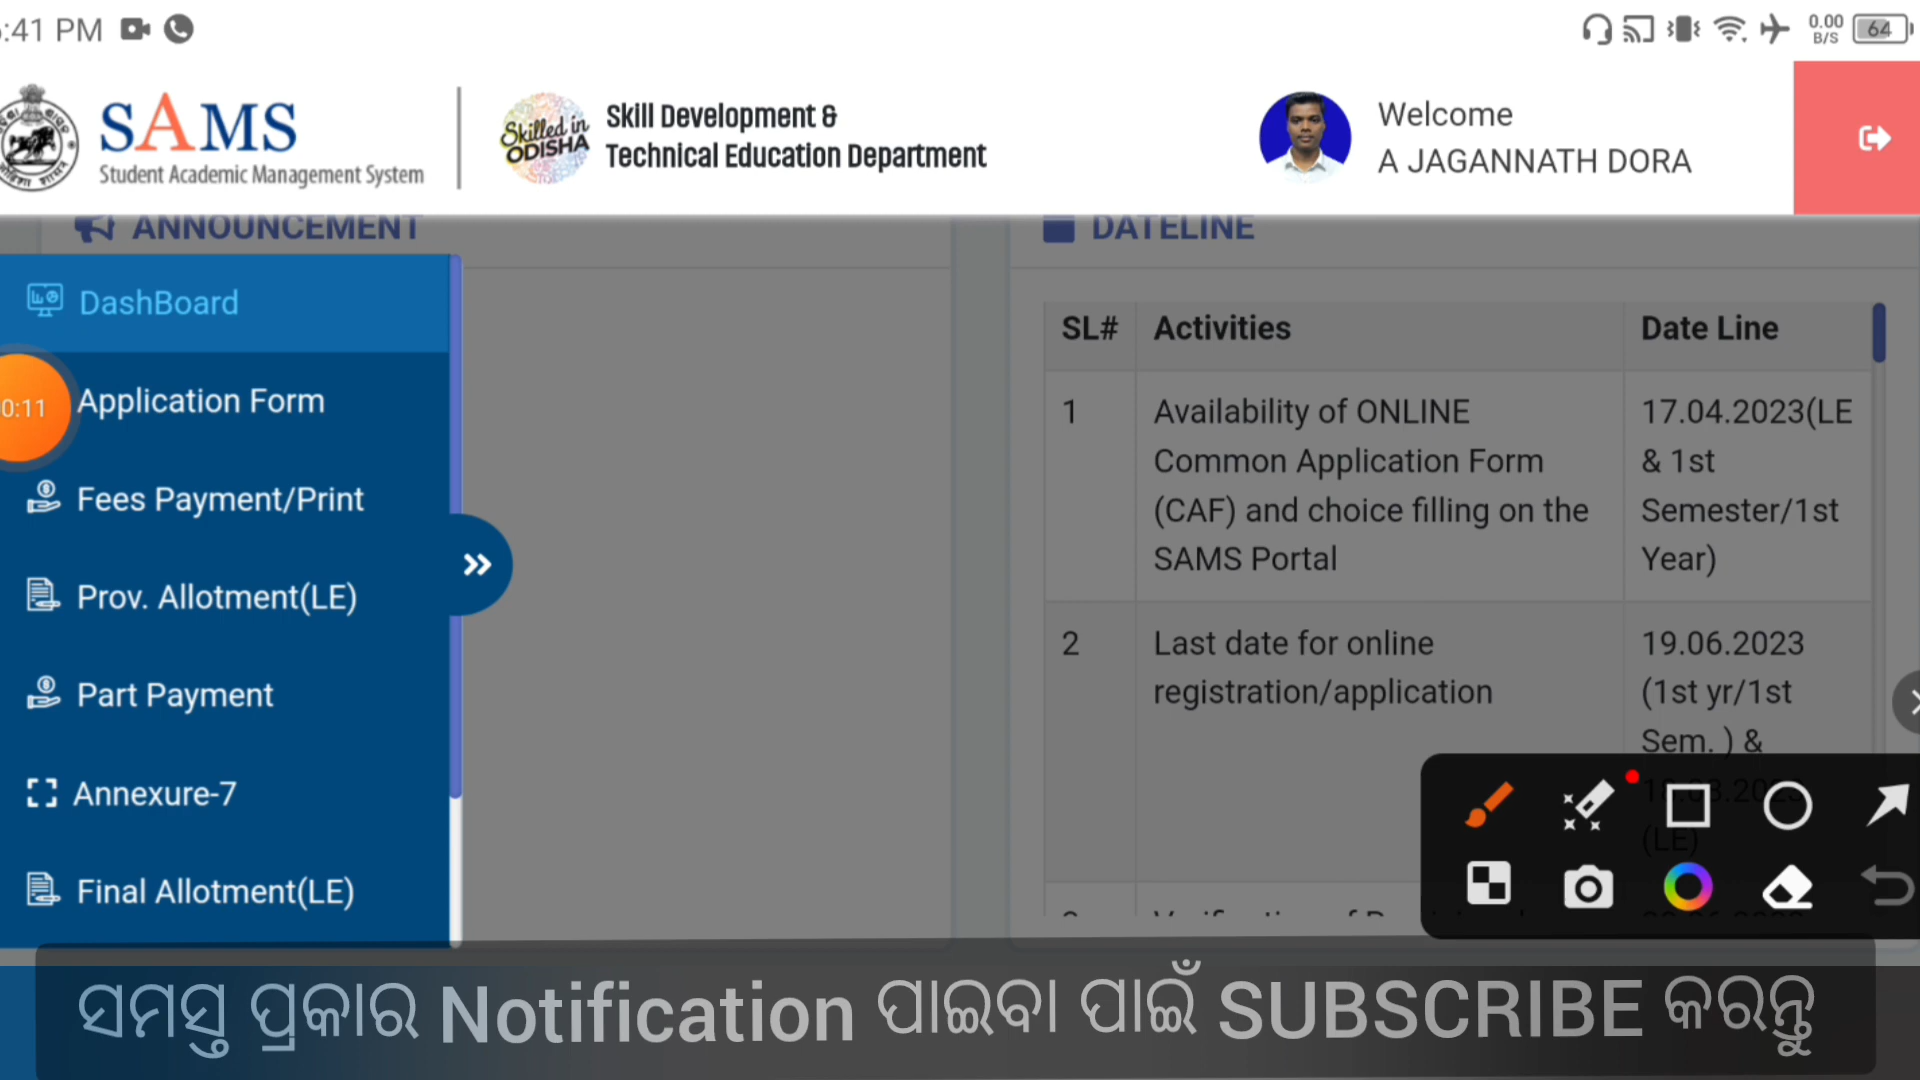 :41 PM
0.00
B/S
64
SAMS
Student Academic Management System
Skilled in
ODISHA
Skill Development &
Technical Education Department
Welcome
A JAGANNATH DORA
ANNOUNCEMENT
DATELINE
DashBoard
0:11
Application Form
Fees Payment/Print
Prov. Allotment(LE)
Part Payment
Annexure-7
Final Allotment(LE)
SL# Activities Date Line
1 Availability of ONLINE 17.04.2023(LE
Common Application Form & 1st
(CAF) and choice filling on the Semester/1st
SAMS Portal Year)
2 Last date for online 19.06.2023
registration/application (1st yr/1st
Sem. ) &
(LE)
ସମସ୍ତ ପ୍ରକାର Notification ପାଇବା ପାଇଁ SUBSCRIBE କରନ୍ତୁ